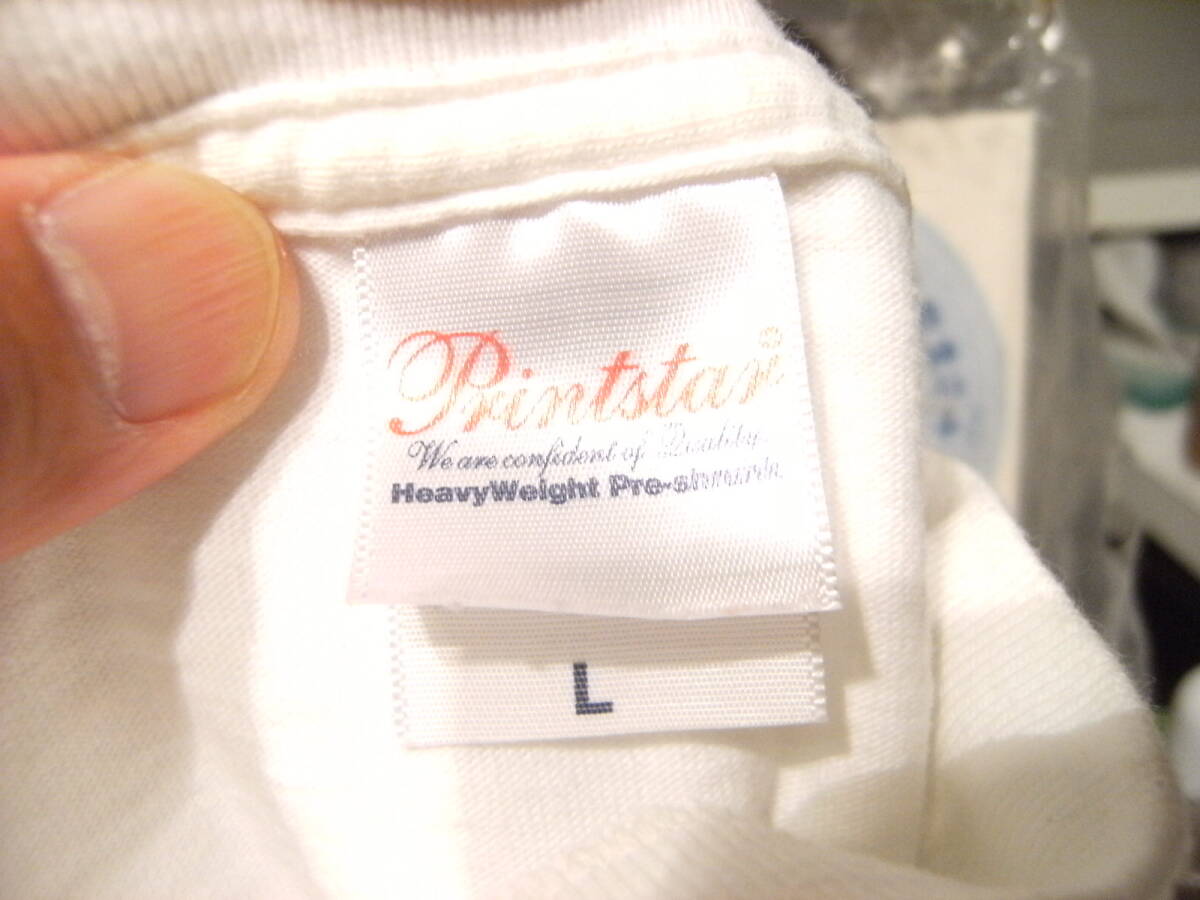 Printstar®
We are confident of Quality.
HeavyWeight Pre-shrunk.
L